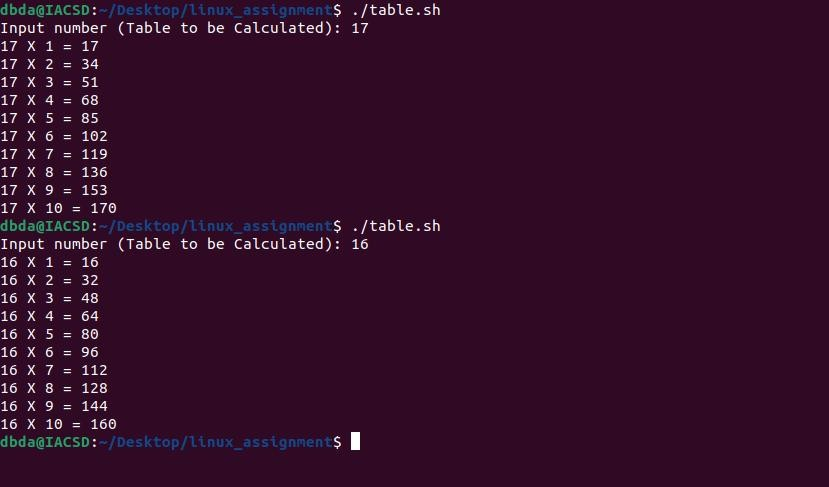 dbda@IACSD:~/Desktop/linux_assignment$ ./table.sh
Input number (Table to be Calculated): 17
17 X 1 = 17
17 X 2 = 34
17 X 3 = 51
17 X 4 = 68
17 X 5 = 85
17 X 6 = 102
17 X 7 = 119
17 X 8 = 136
17 X 9 = 153
17 X 10 = 170
dbda@IACSD:~/Desktop/linux_assignment$ ./table.sh
Input number (Table to be Calculated): 16
16 X 1 = 16
16 X 2 = 32
16 X 3 = 48
16 X 4 = 64
16 X 5 = 80
16 X 6 = 96
16 X 7 = 112
16 X 8 = 128
16 X 9 = 144
16 X 10 = 160
dbda@IACSD:~/Desktop/linux_assignment$